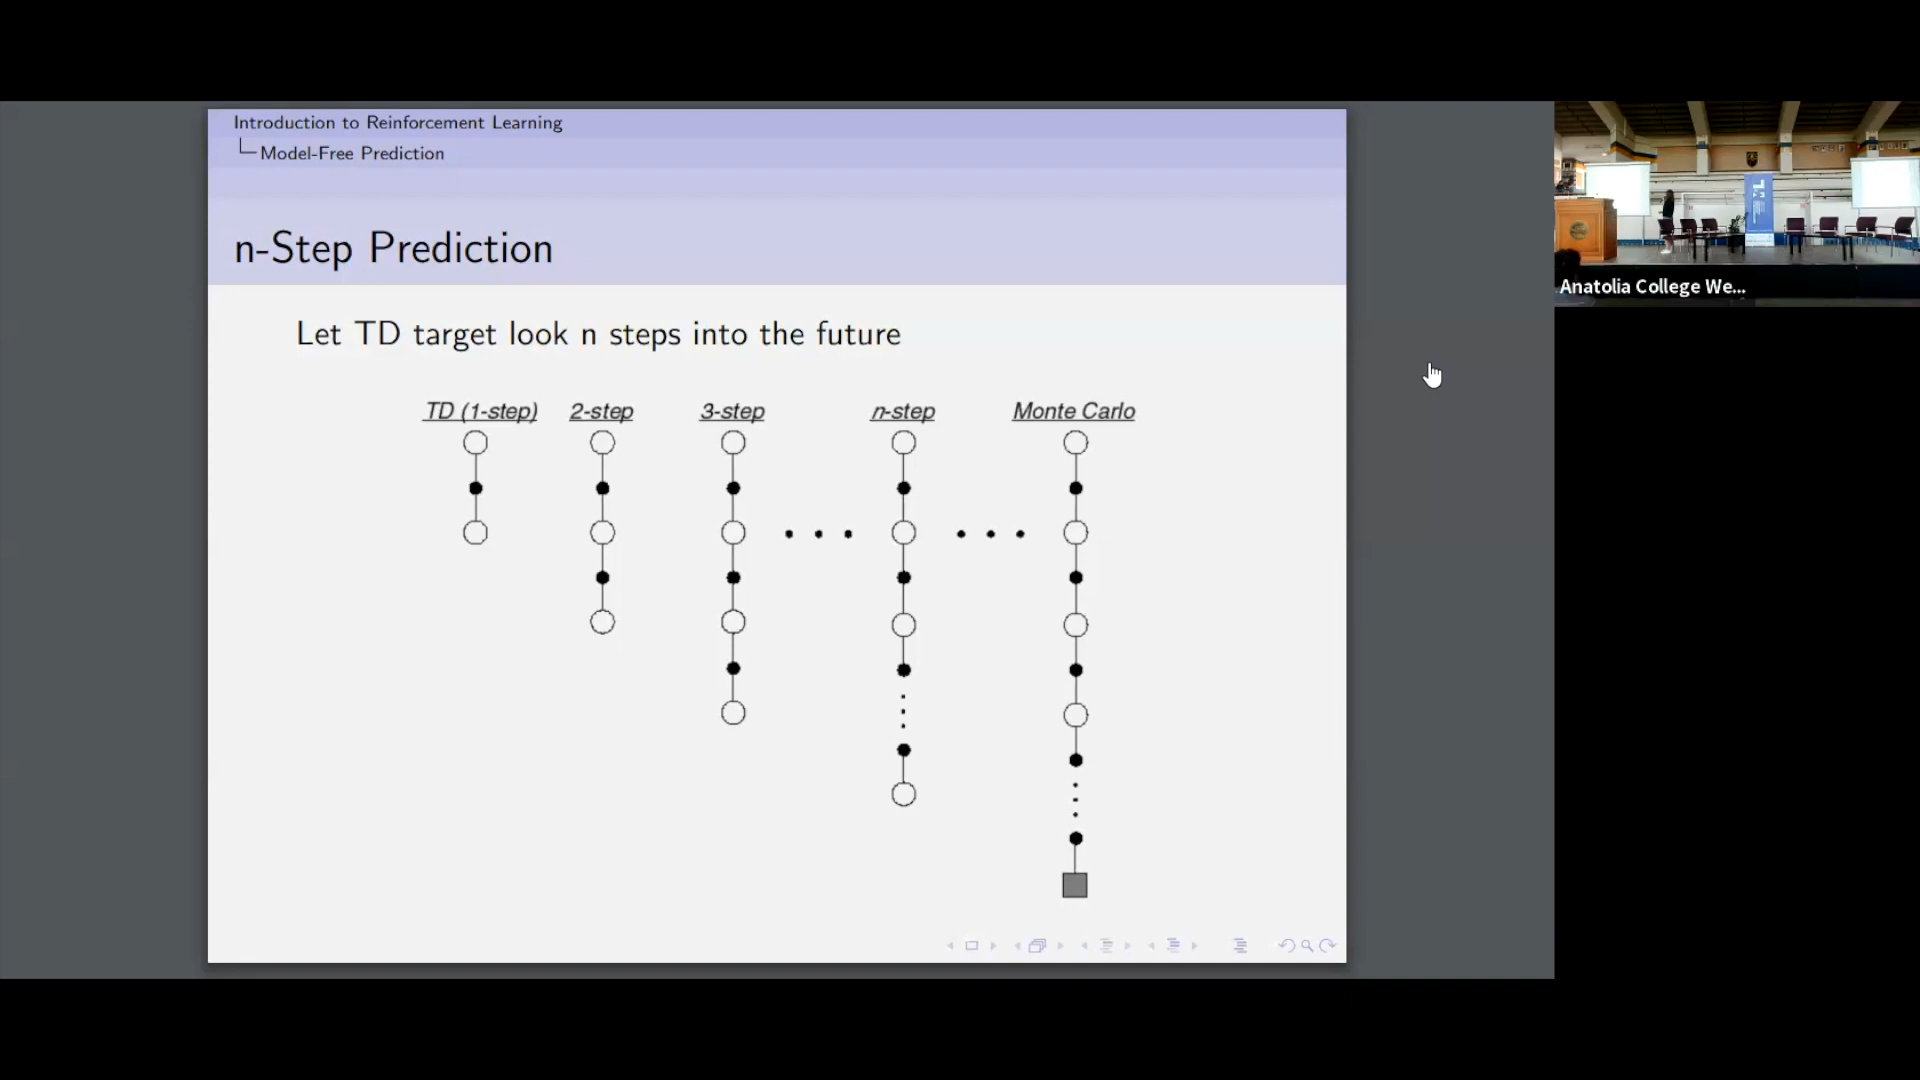 Introduction to Reinforcement Learning
Model-Free Prediction
n-Step Prediction
Let TD target look n steps into the future
TD (1-step) 2-step 3-step n-step Monte Carlo
Anatolia College We...